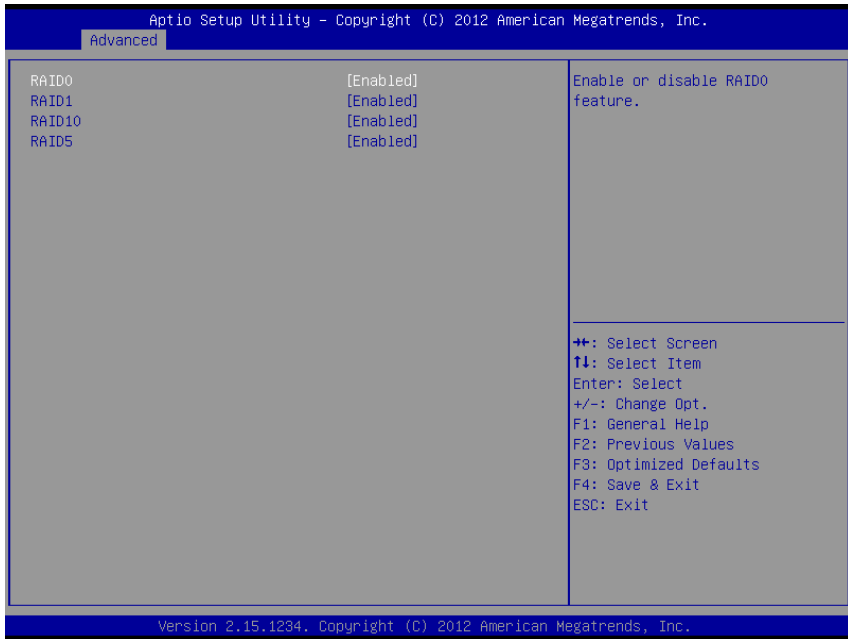 Aptio Setup Utility – Copyright (C) 2012 American Megatrends, Inc.
Advanced
RAID0 [Enabled]
RAID1 [Enabled]
RAID10 [Enabled]
RAID5 [Enabled]
Enable or disable RAID0
feature.
→←: Select Screen
↑↓: Select Item
Enter: Select
+/-: Change Opt.
F1: General Help
F2: Previous Values
F3: Optimized Defaults
F4: Save & Exit
ESC: Exit
Version 2.15.1234. Copyright (C) 2012 American Megatrends, Inc.